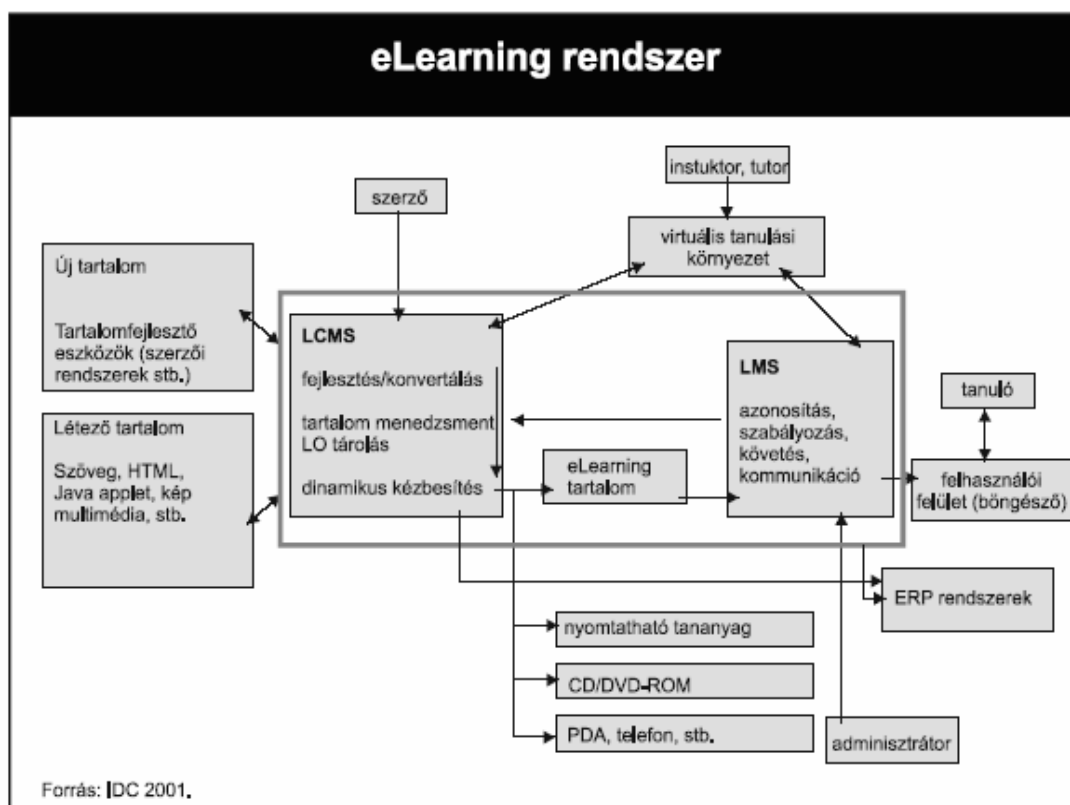 eLearning rendszer
instuktor, tutor
szerző
virtuális tanulási
környezet
Új tartalom
Tartalomfejlesztő
eszközök (szerzői
rendszerek stb.)
LCMS
fejlesztés/konvertálás
tartalom menedzsment
LO tárolás
dinamikus kézbesítés
LMS
azonosítás,
szabályozás,
követés,
kommunikáció
tanuló
Létező tartalom
Szöveg, HTML,
Java applet, kép
multimédia, stb.
eLearning
tartalom
felhasználói
felület (böngésző)
ERP rendszerek
nyomtatható tananyag
CD/DVD-ROM
PDA, telefon, stb.
adminisztrátor
Forrás: IDC 2001.